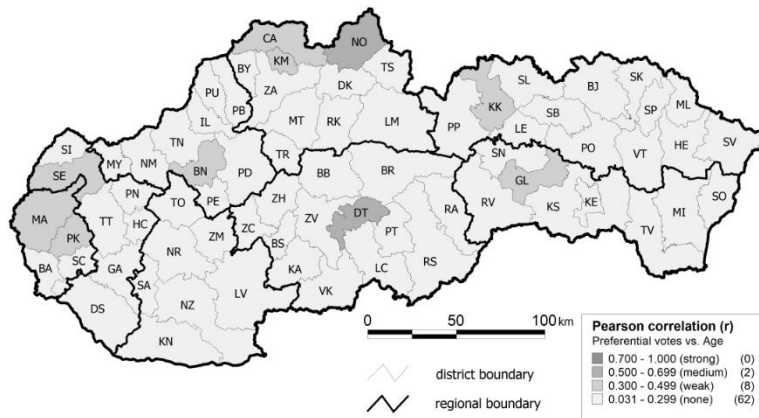 CA
NO
KM
BY
TS
ZA
DK
PU
PB
IL
MT
RK
LM
TN
SI
MY
NM
TR
SE
BN
PD
BB
BR
PN
TO
PE
ZH
MA
TT
HC
ZM
ZC
ZV
DT
PT
RA
PK
NR
BS
BA
SC
GA
SA
LV
KA
LC
RS
DS
NZ
VK
KN
KK
SL
BJ
SK
SP
ML
PP
LE
SB
PO
VT
HE
SV
SN
GL
RV
KS
KE
TV
MI
SO
0 50 100 km
district boundary
regional boundary
Pearson correlation (r)
Preferential votes vs. Age
0.700 - 1.000 (strong) (0)
0.500 - 0.699 (medium) (2)
0.300 - 0.499 (weak) (8)
0.031 - 0.299 (none) (62)